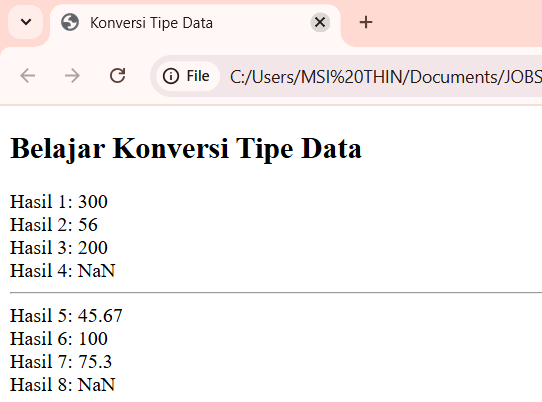 Konversi Tipe Data
File C:/Users/MSI%20THIN/Documents/JOBS
Belajar Konversi Tipe Data
Hasil 1: 300
Hasil 2: 56
Hasil 3: 200
Hasil 4: NaN
Hasil 5: 45.67
Hasil 6: 100
Hasil 7: 75.3
Hasil 8: NaN